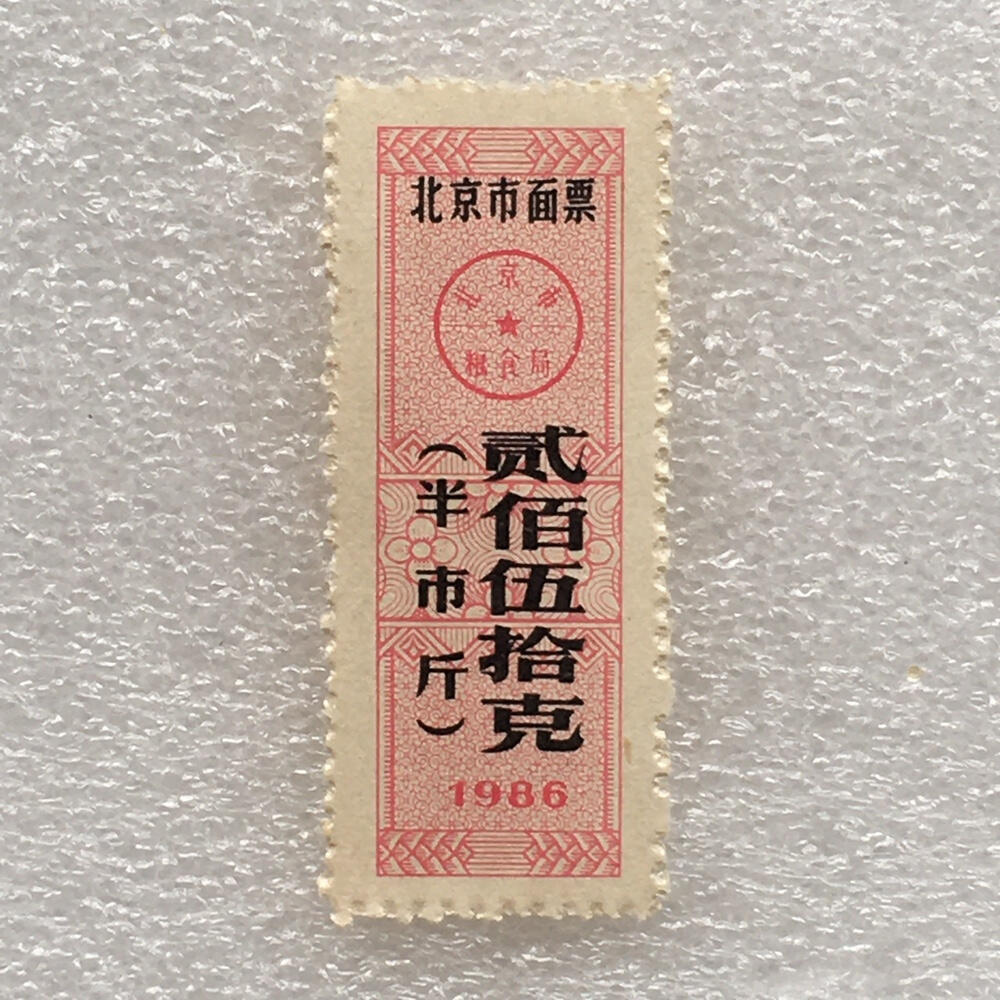 北京市面票
北京市
粮食局
贰佰伍拾克
（半市斤）
1986